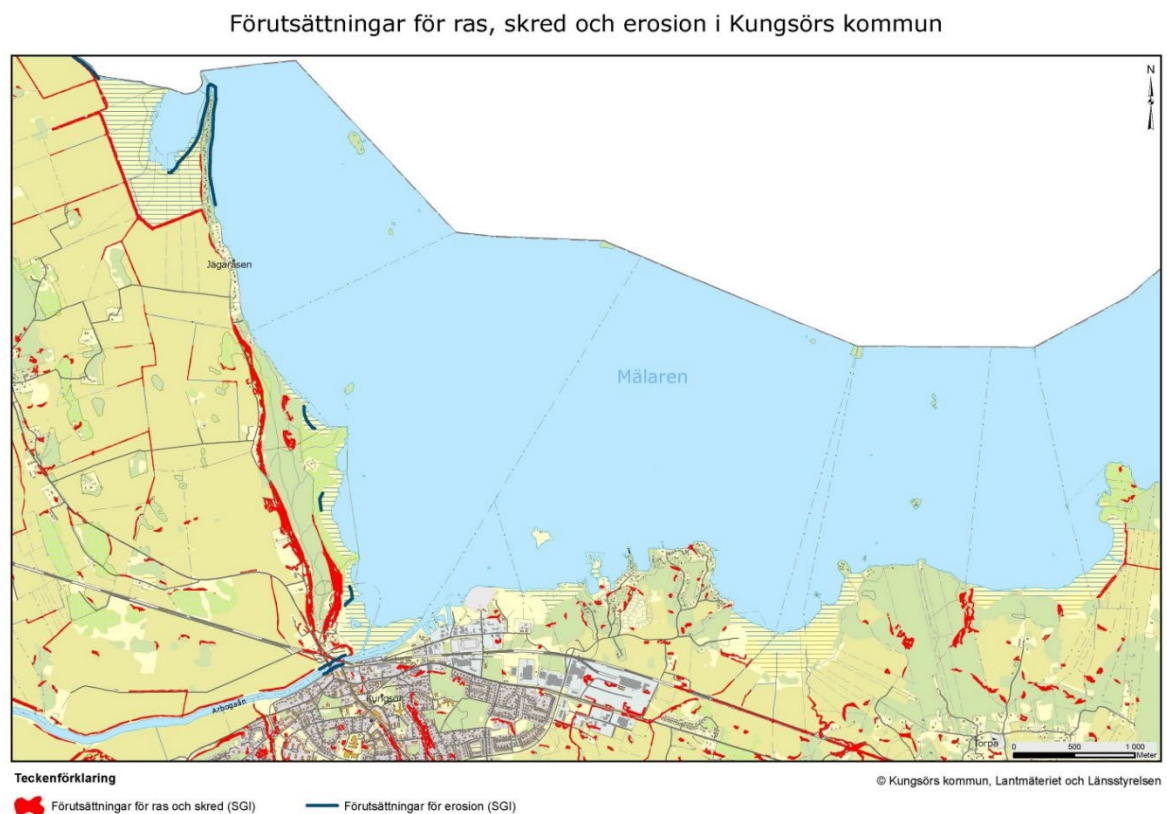 Förutsättningar för ras, skred och erosion i Kungsörs kommun
N
Jägaråsen
Mälaren
Arbogaån
Kungsör
Torpa
0 500 1 000
Meter
Teckenförklaring
© Kungsörs kommun, Lantmäteriet och Länsstyrelsen
Förutsättningar för ras och skred (SGI)
Förutsättningar för erosion (SGI)